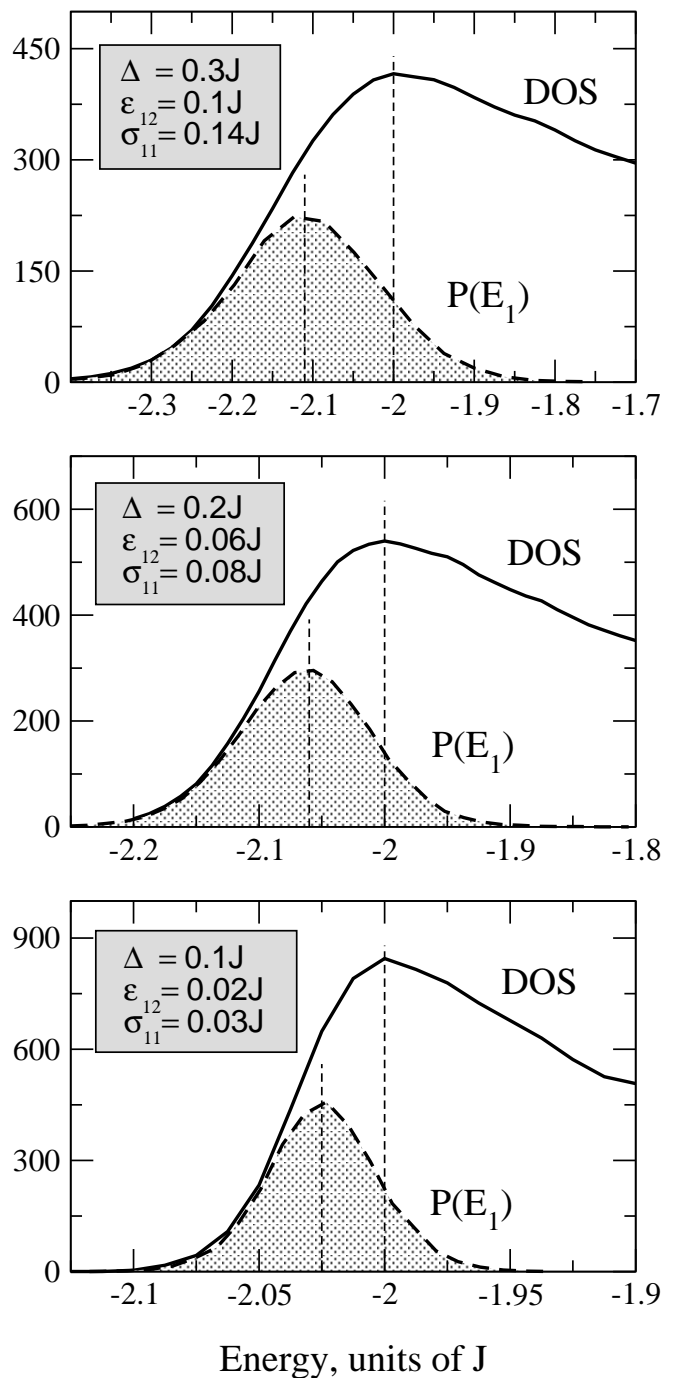 450
Δ = 0.3J
ε₁₂= 0.1J
σ₁₁= 0.14J
DOS
300
150
P(E₁)
0
-2.3 -2.2 -2.1 -2 -1.9 -1.8 -1.7
600
Δ = 0.2J
ε₁₂= 0.06J
σ₁₁= 0.08J
DOS
400
200
P(E₁)
0
-2.2 -2.1 -2 -1.9 -1.8
900
Δ = 0.1J
ε₁₂= 0.02J
σ₁₁= 0.03J
DOS
600
300
P(E₁)
0
-2.1 -2.05 -2 -1.95 -1.9
Energy, units of J